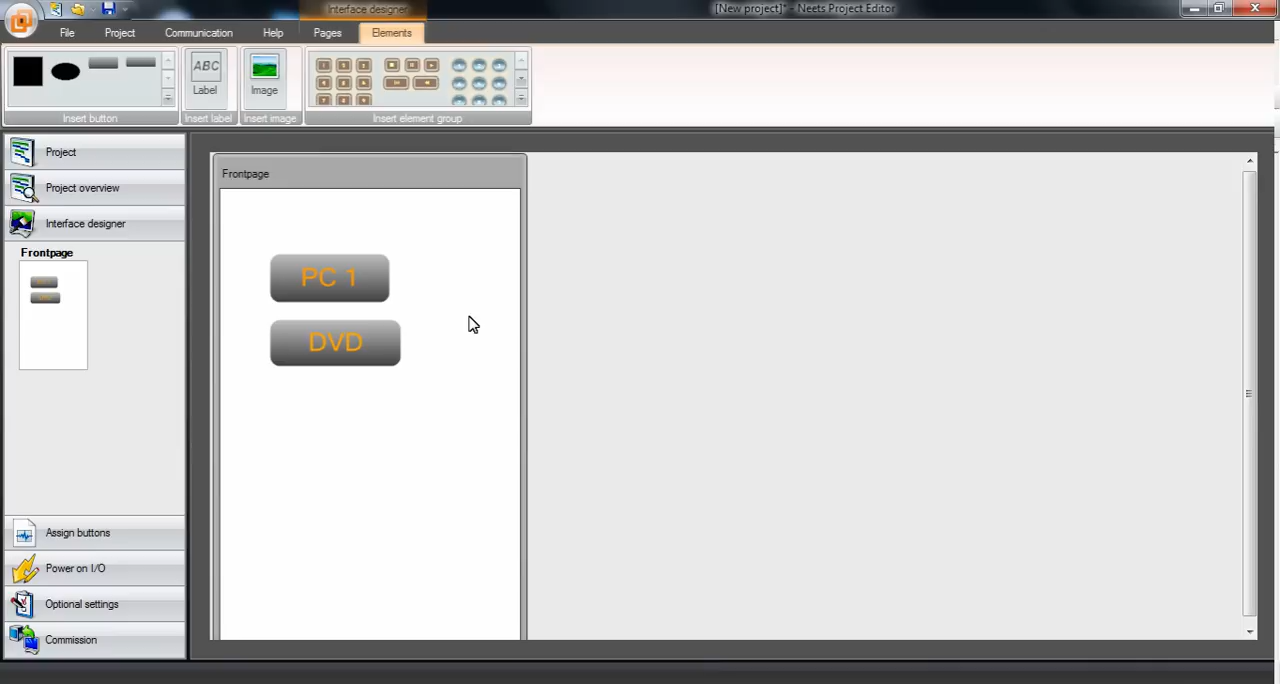 Interface designer
[New project]* - Neets Project Editor
File
Project
Communication
Help
Pages
Elements
ABC
Label
Image
Insert button
Insert label
Insert image
Insert element group
Project
Project overview
Interface designer
Frontpage
Assign buttons
Power on I/O
Optional settings
Commission
Frontpage
PC 1
DVD